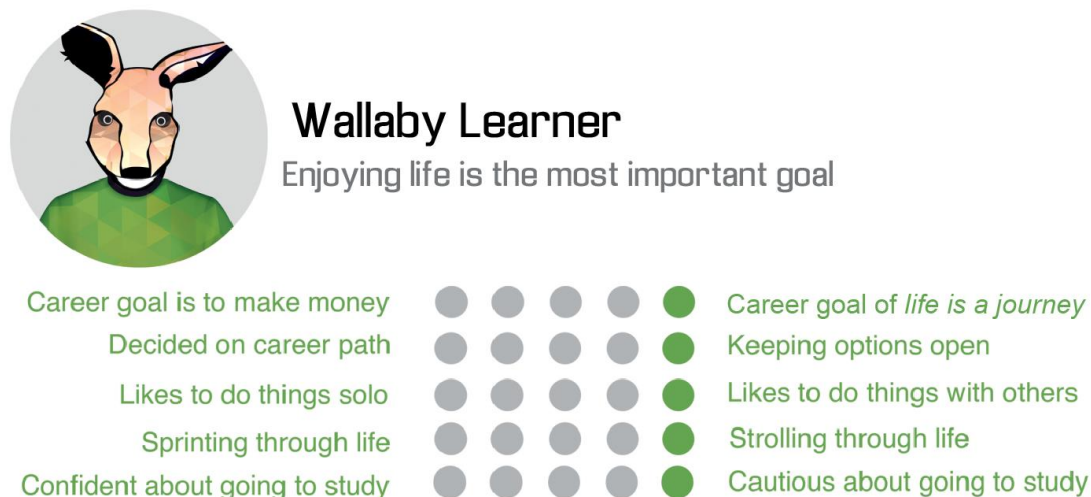 Wallaby Learner
Enjoying life is the most important goal
Career goal is to make money Career goal of life is a journey
Decided on career path Keeping options open
Likes to do things solo Likes to do things with others
Sprinting through life Strolling through life
Confident about going to study Cautious about going to study